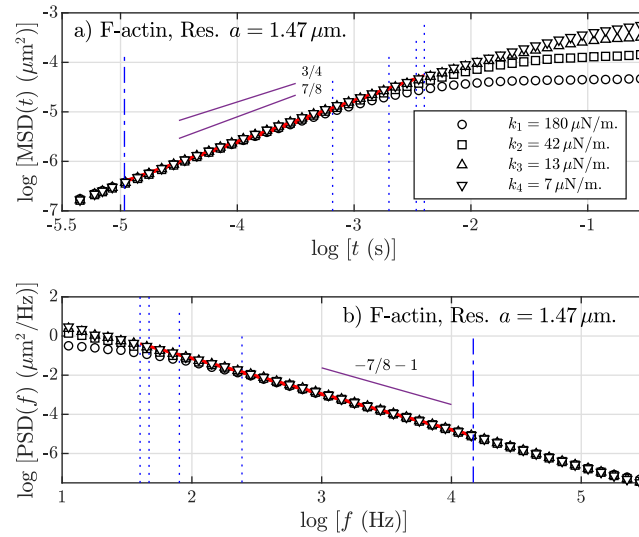 a) F-actin, Res. a = 1.47 μm.
log [MSD(t) (μm²)]
-3
-4
-5
-6
-7
3/4
7/8
k₁ = 180 μN/m.
k₂ = 42 μN/m.
k₃ = 13 μN/m.
k₄ = 7 μN/m.
-5.5 -5 -4 -3 -2 -1 -0.5
log [t (s)]
b) F-actin, Res. a = 1.47 μm.
log [PSD(f) (μm²/Hz)]
2
0
-2
-4
-6
−7/8 − 1
1 2 3 4 5
log [f (Hz)]